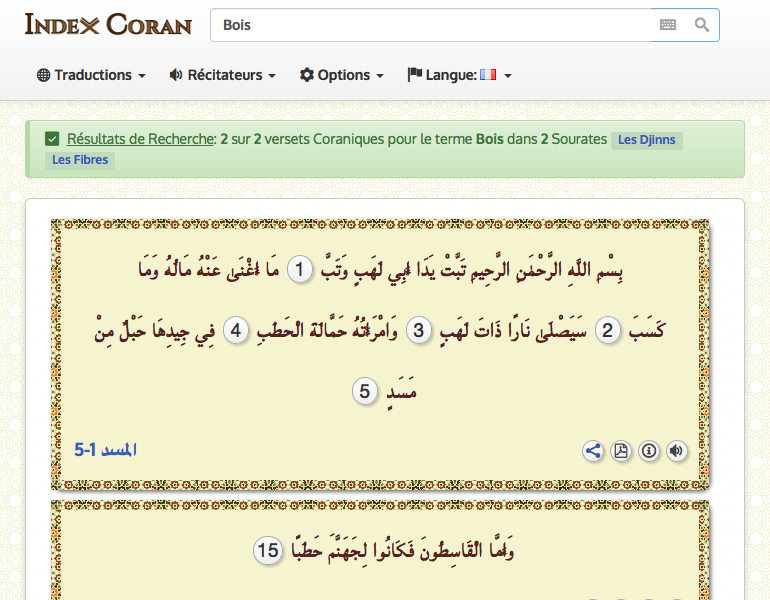 Index Coran
Bois
Traductions
Récitateurs
Options
Langue:
Résultats de Recherche: 2 sur 2 versets Coraniques pour le terme Bois dans 2 Sourates Les Djinns
Les Fibres
بِسْمِ اللَّهِ الرَّحْمَٰنِ الرَّحِيمِ تَبَّتْ يَدَا أَبِي لَهَبٍ وَتَبَّ 1 مَا أَغْنَىٰ عَنْهُ مَالُهُ وَمَا
كَسَبَ 2 سَيَصْلَىٰ نَارًا ذَاتَ لَهَبٍ 3 وَامْرَأَتُهُ حَمَّالَةَ الْحَطَبِ 4 فِي جِيدِهَا حَبْلٌ مِنْ
مَسَدٍ 5
المسد 1-5
وَأَمَّا الْقَاسِطُونَ فَكَانُوا لِجَهَنَّمَ حَطَبًا 15